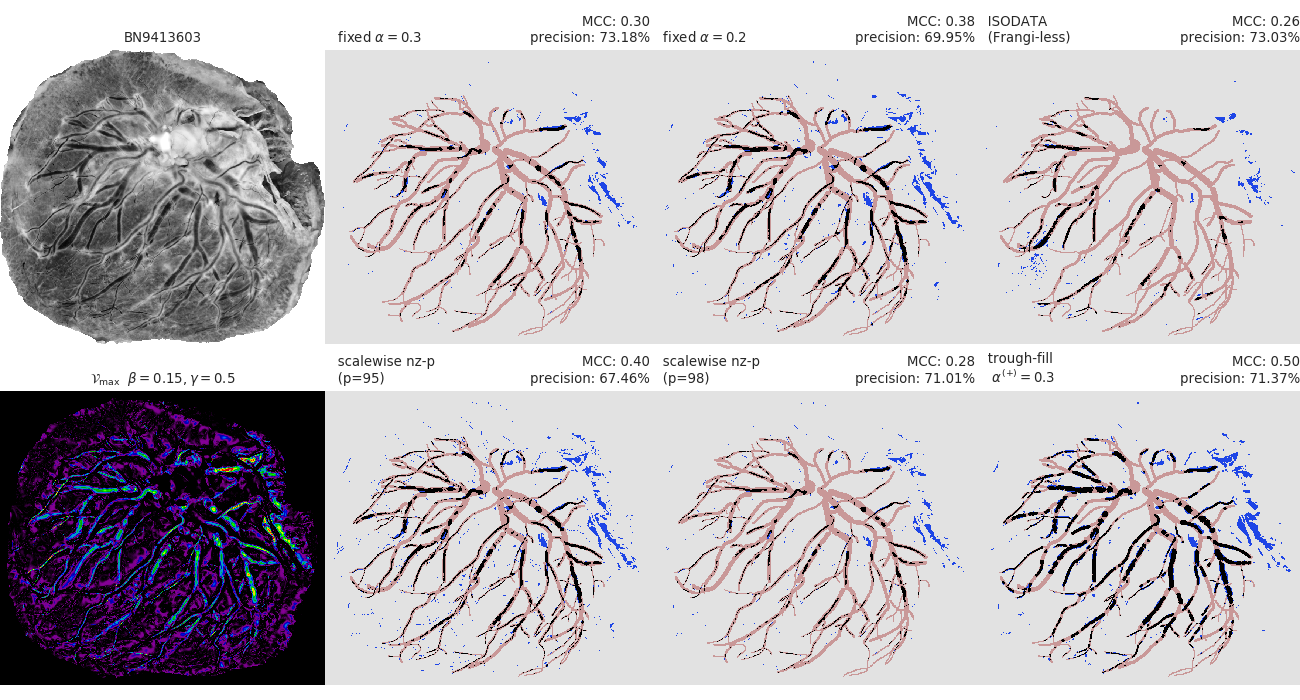 BN9413603
fixed α = 0.3
MCC: 0.30
precision: 73.18%
fixed α = 0.2
MCC: 0.38
precision: 69.95%
ISODATA
(Frangi-less)
MCC: 0.26
precision: 73.03%
𝒱max β = 0.15, γ = 0.5
scalewise nz-p
(p=95)
MCC: 0.40
precision: 67.46%
scalewise nz-p
(p=98)
MCC: 0.28
precision: 71.01%
trough-fill
α(+) = 0.3
MCC: 0.50
precision: 71.37%